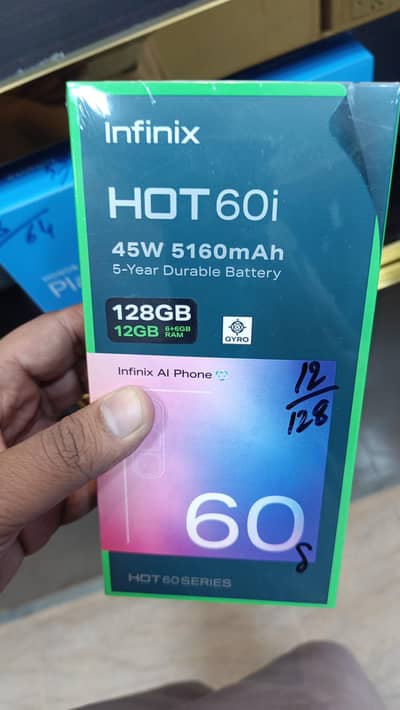 Infinix
HOT 60i
45W 5160mAh
5-Year Durable Battery
128GB
12GB 6+6GB RAM
GYRO
Infinix AI Phone
12
128
60
HOT 60 SERIES
64